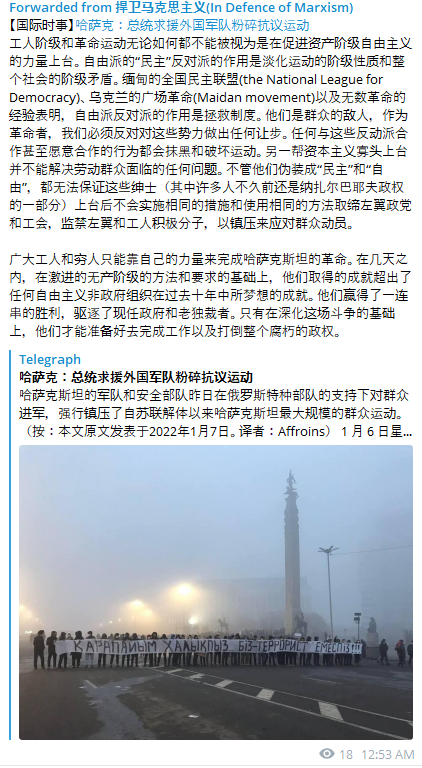 Forwarded from 捍卫马克思主义(In Defence of Marxism)
【国际时事】哈萨克：总统求援外国军队粉碎抗议运动
工人阶级和革命运动无论如何都不能被视为是在促进资产阶级自由主义
的力量上台。自由派的“民主”反对派的作用是淡化运动的阶级性质和整
个社会的阶级矛盾。缅甸的全国民主联盟(the National League for
Democracy)、乌克兰的广场革命(Maidan movement)以及无数革命的
经验表明，自由派反对派的作用是拯救制度。他们是群众的敌人，作为
革命者，我们必须反对对这些势力做出任何让步。任何与这些反动派合
作甚至愿意合作的行为都会抹黑和破坏运动。另一帮资本主义寡头上台
并不能解决劳动群众面临的任何问题。不管他们伪装成“民主”和“自
由”，都无法保证这些绅士（其中许多人不久前还是纳扎尔巴耶夫政权
的一部分）上台后不会实施相同的措施和使用相同的方法取缔左翼政党
和工会，监禁左翼和工人积极分子，以镇压来应对群众动员。
广大工人和穷人只能靠自己的力量来完成哈萨克斯坦的革命。在几天之
内，在激进的无产阶级的方法和要求的基础上，他们取得的成就超出了
任何自由主义非政府组织在过去十年中所梦想的成就。他们赢得了一连
串的胜利，驱逐了现任政府和老独裁者。只有在深化这场斗争的基础
上，他们才能准备好去完成工作以及打倒整个腐朽的政权。
Telegraph
哈萨克：总统求援外国军队粉碎抗议运动
哈萨克斯坦的军队和安全部队昨日在俄罗斯特种部队的支持下对群众
进军，强行镇压了自苏联解体以来哈萨克斯坦最大规模的群众运动。
（按：本文原文发表于2022年1月7日。译者：Affroins） 1 月 6 日星...
ҚАРАПАЙЫМ ХАЛЫҚПЫЗ БІЗ-ТЕРРОРИСТ ЕМЕСПІЗ!!!
18 12:53 AM